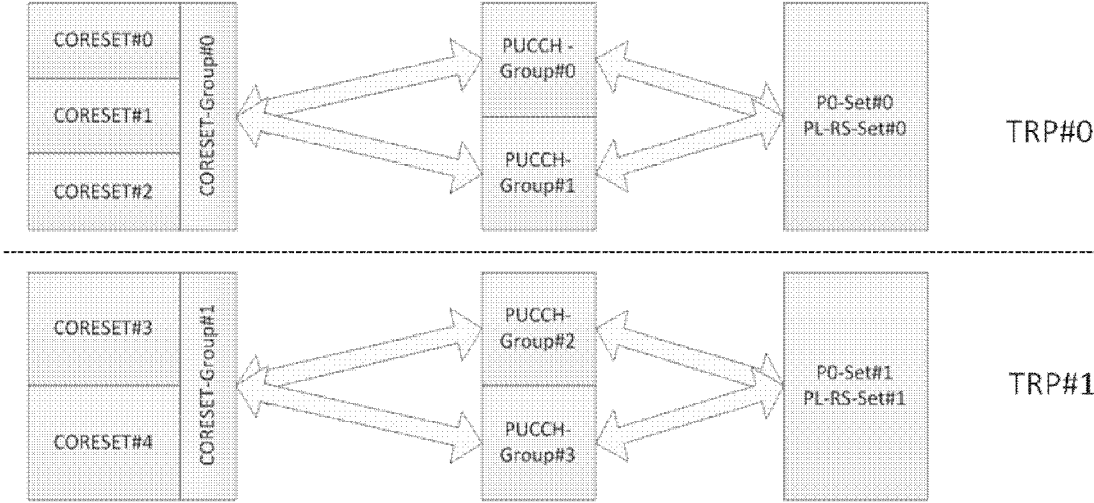 CORESET#0
CORESET#1
CORESET#2
CORESET-Group#0
PUCCH -
Group#0
PUCCH-
Group#1
P0-Set#0
PL-RS-Set#0
TRP#0
CORESET#3
CORESET#4
CORESET-Group#1
PUCCH-
Group#2
PUCCH-
Group#3
P0-Set#1
PL-RS-Set#1
TRP#1